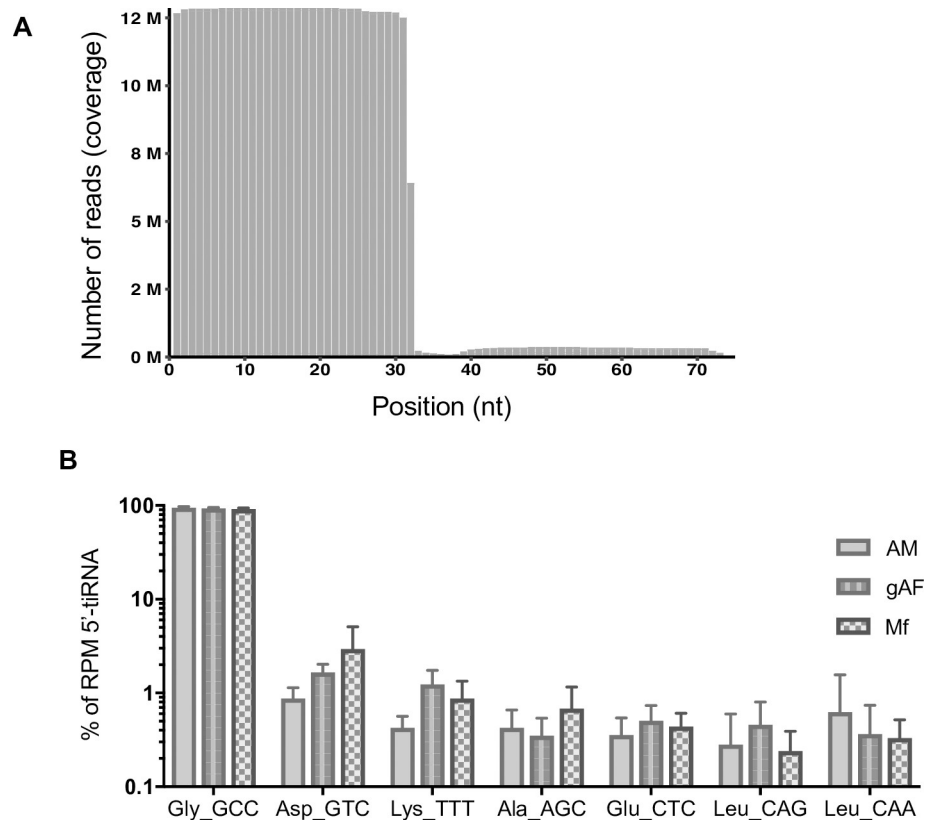 A
Number of reads (coverage)
12 M
10 M
8 M
5 M
2 M
0 M
0 10 20 30 40 50 60 70
Position (nt)
B
% of RPM 5'-tiRNA
100
10
1
0.1
AM
gAF
Mf
Gly_GCC Asp_GTC Lys_TTT Ala_AGC Glu_CTC Leu_CAG Leu_CAA